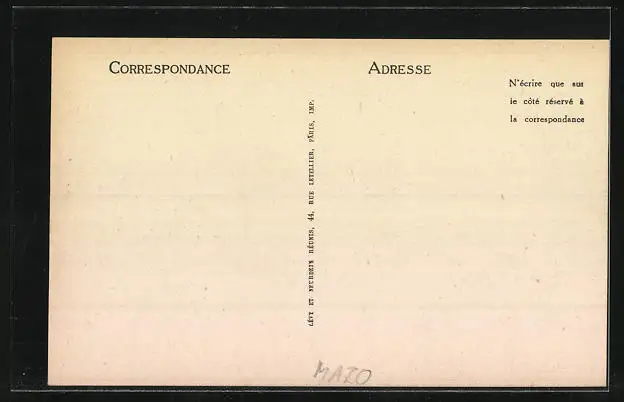 CORRESPONDANCE
ADRESSE
N'écrire que sur
le côté réservé à
la correspondance
LÉVY ET NEURDEIN RÉUNIS, 44, RUE LETELLIER, PARIS, IMP.
MAZO